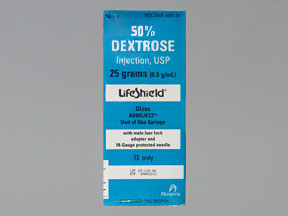 50%
DEXTROSE
Injection, USP
25 grams (0.5 g/mL)
LifeShield®
Glass
ABBOJECT®
Unit of Use Syringe
with male luer lock
adapter and
18-Gauge protected needle
℞ only
Hospira